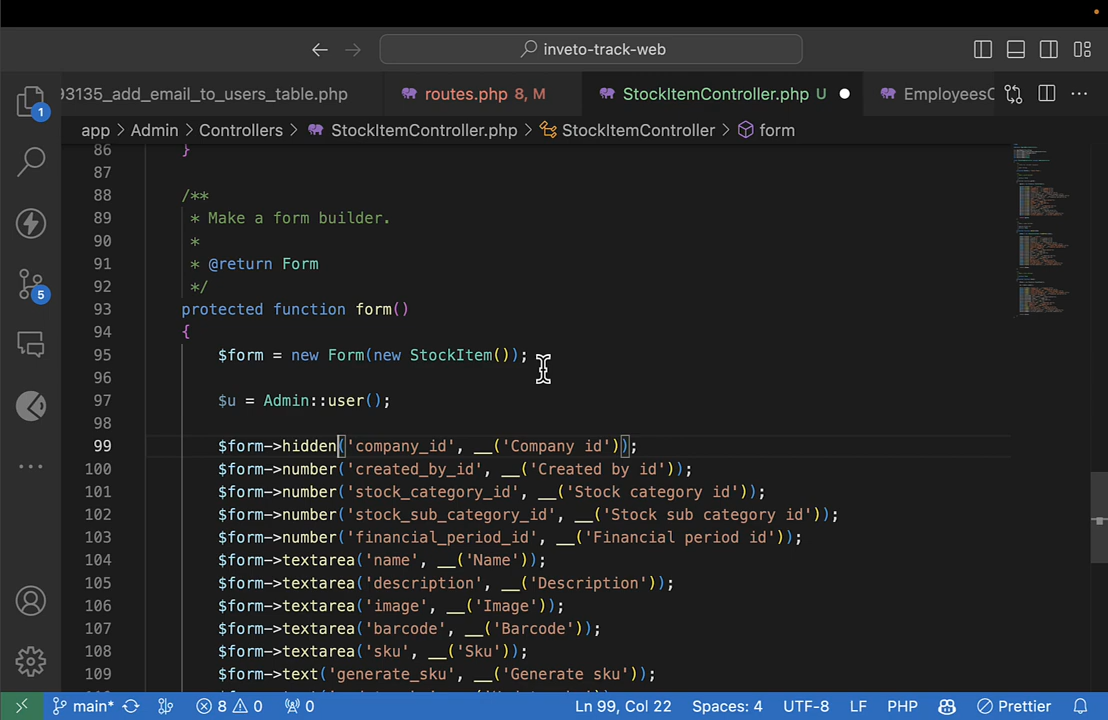 inveto-track-web
93135_add_email_to_users_table.php
routes.php 8, M
StockItemController.php U
EmployeesC
app > Admin > Controllers > StockItemController.php > StockItemController > form
1
5
86 }
87
88 /**
89 * Make a form builder.
90 *
91 * @return Form
92 */
93 protected function form()
94 {
95 $form = new Form(new StockItem());
96
97 $u = Admin::user();
98
99 $form->hidden('company_id', __('Company id'));
100 $form->number('created_by_id', __('Created by id'));
101 $form->number('stock_category_id', __('Stock category id'));
102 $form->number('stock_sub_category_id', __('Stock sub category id'));
103 $form->number('financial_period_id', __('Financial period id'));
104 $form->textarea('name', __('Name'));
105 $form->textarea('description', __('Description'));
106 $form->textarea('image', __('Image'));
107 $form->textarea('barcode', __('Barcode'));
108 $form->textarea('sku', __('Sku'));
109 $form->text('generate_sku', __('Generate sku'));
main* 8 0 0 Ln 99, Col 22 Spaces: 4 UTF-8 LF PHP Prettier